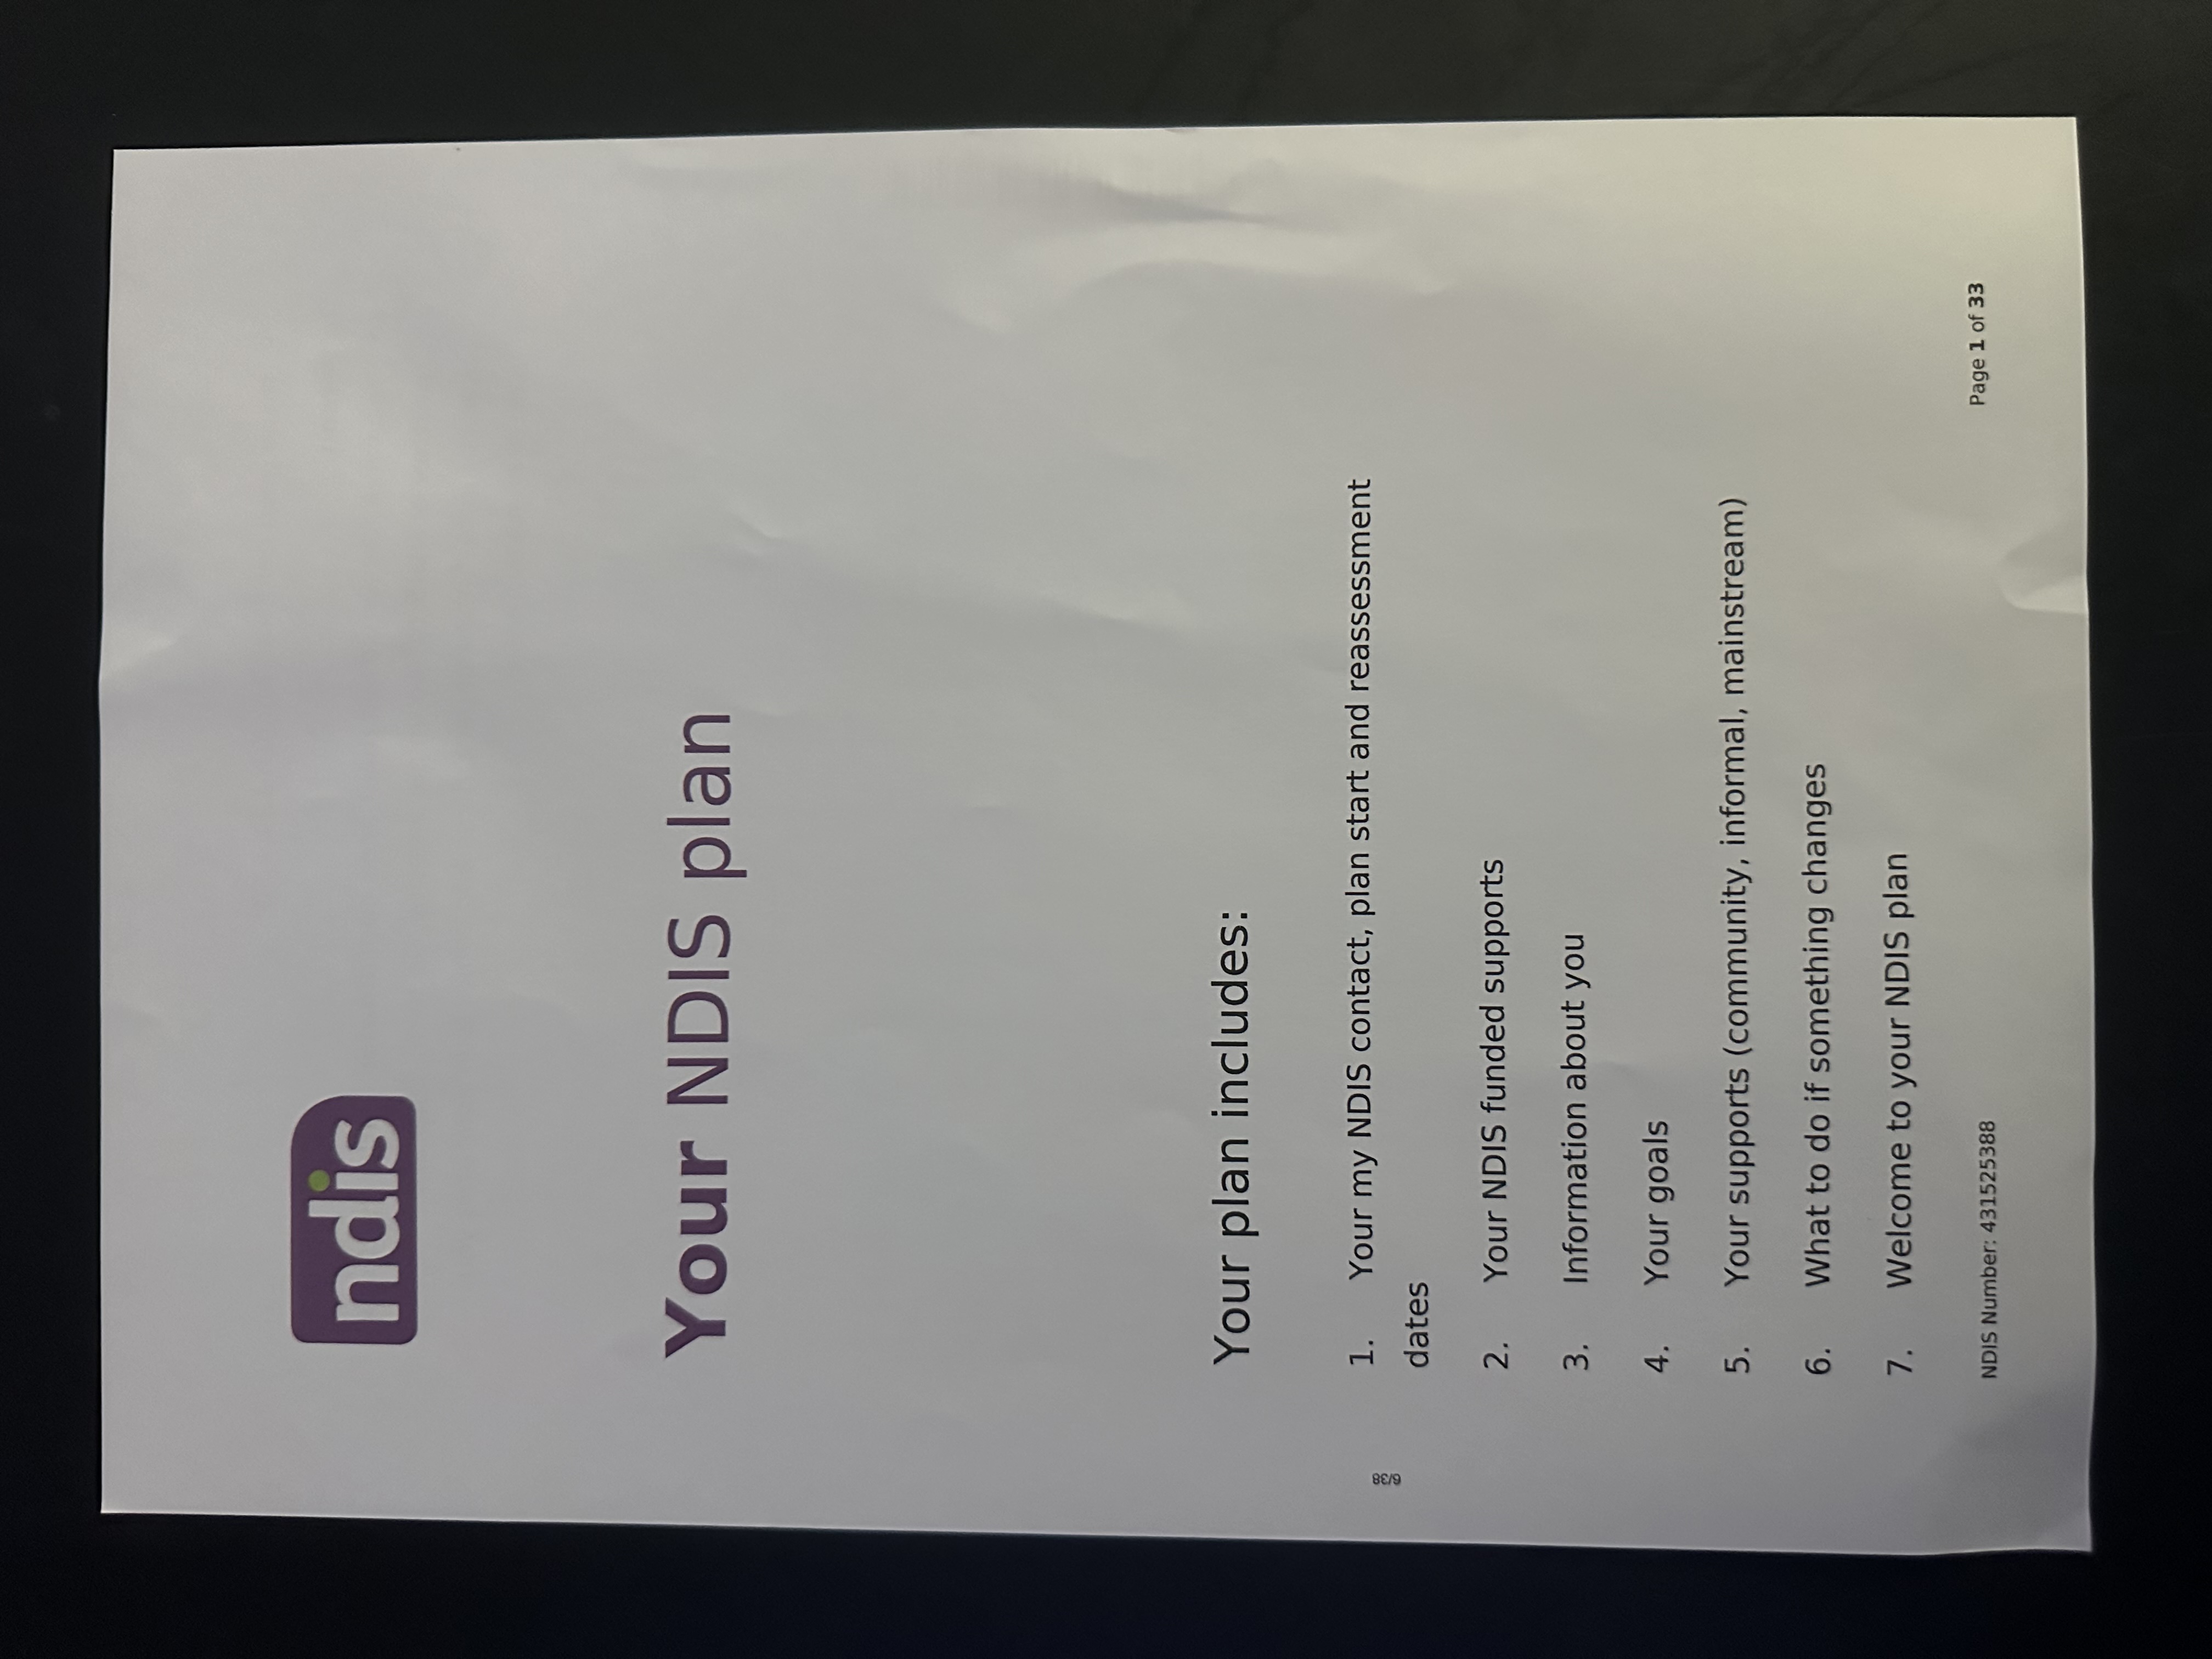 ndis
Your NDIS plan
Your plan includes:
1. Your my NDIS contact, plan start and reassessment
dates
2. Your NDIS funded supports
3. Information about you
4. Your goals
5. Your supports (community, informal, mainstream)
6. What to do if something changes
7. Welcome to your NDIS plan
6/38
NDIS Number: 431525388
Page 1 of 33